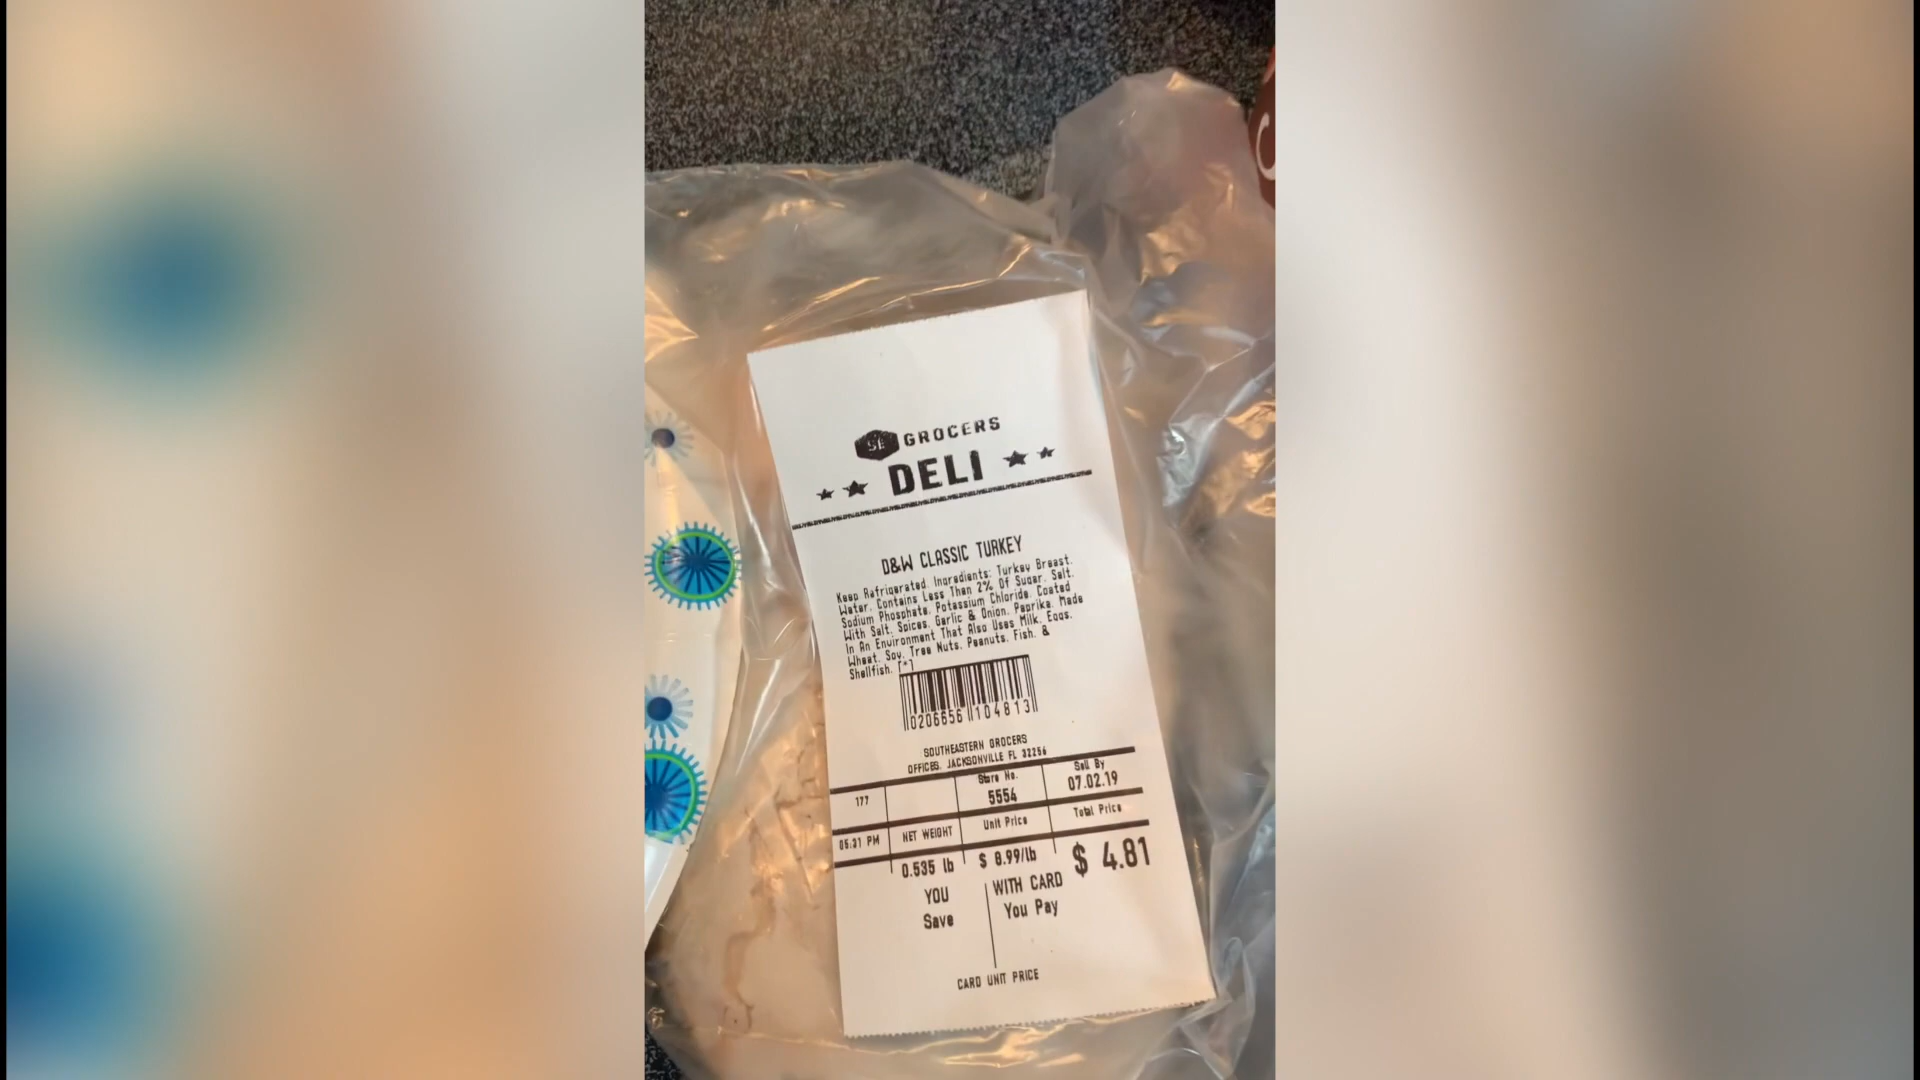 SE GROCERS
DELI
D&W CLASSIC TURKEY
Keep Rafrigerated. Ingredients: Turkey Breast.
Water. Contains Less Than 2% Of Sugar. Salt.
Sodium Phosphate. Potassium Chloride. Coated
With Salt. Spices. Garlic & Onion. Paprika. Made
In An Environment That Also Uses Milk. Eggs.
Wheat. Soy. Tree Nuts. Peanuts. Fish. &
Shellfish. [*]
0206656 104813
SOUTHEASTERN GROCERS
OFFICES. JACKSONVILLE FL 32256
177 Store No. 5554 Sell By 07.02.19
05:31 PM NET WEIGHT Unit Price Total Price
0.535 lb $ 8.99/lb $ 4.81
YOU Save
WITH CARD You Pay
CARD UNIT PRICE